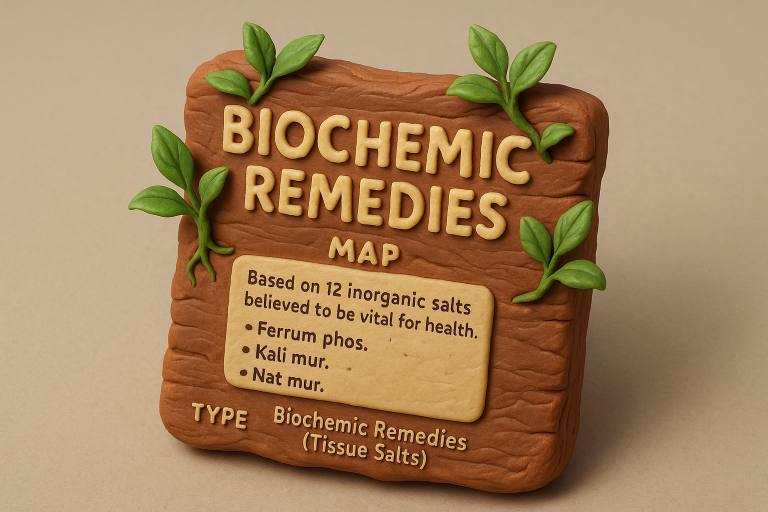 BIOCHEMIC
REMEDIES
MAP
Based on 12 inorganic salts
believed to be vital for health.
• Ferrum phos.
• Kali mur.
• Nat mur.
TYPE Biochemic Remedies
(Tissue Salts)